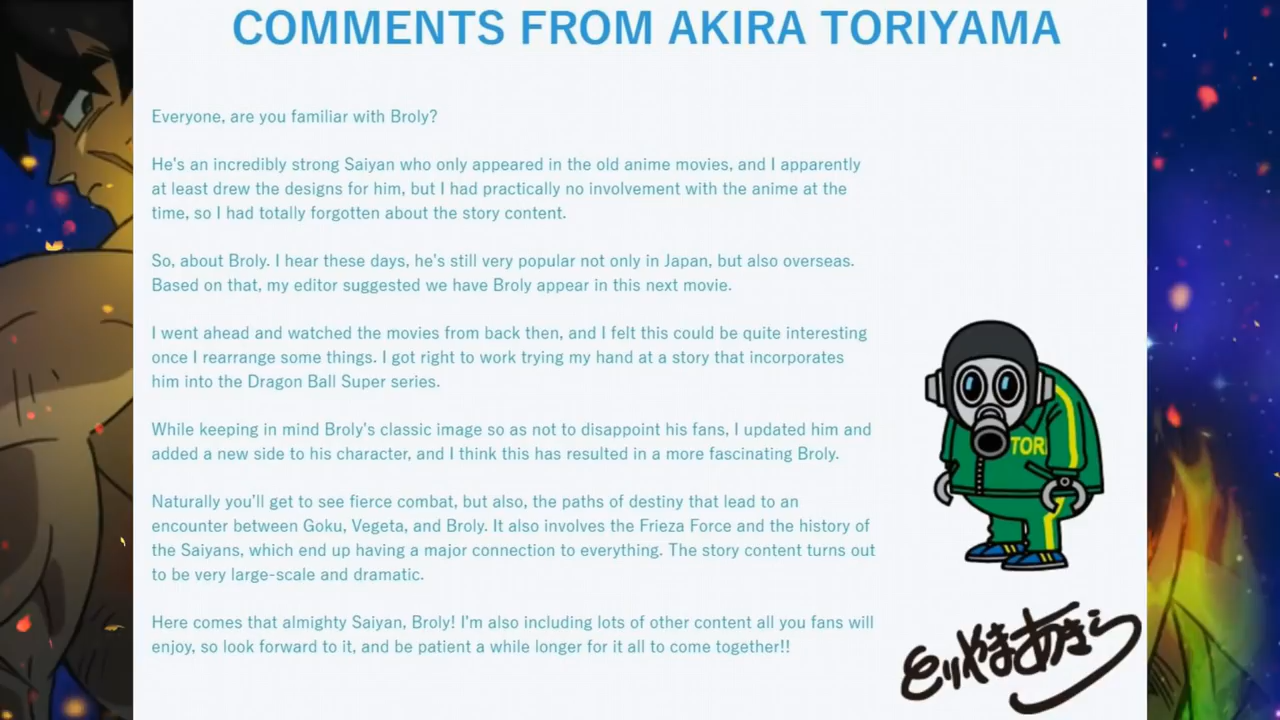 COMMENTS FROM AKIRA TORIYAMA
Everyone, are you familiar with Broly?
He's an incredibly strong Saiyan who only appeared in the old anime movies, and I apparently
at least drew the designs for him, but I had practically no involvement with the anime at the
time, so I had totally forgotten about the story content.
So, about Broly. I hear these days, he's still very popular not only in Japan, but also overseas.
Based on that, my editor suggested we have Broly appear in this next movie.
I went ahead and watched the movies from back then, and I felt this could be quite interesting
once I rearrange some things. I got right to work trying my hand at a story that incorporates
him into the Dragon Ball Super series.
While keeping in mind Broly's classic image so as not to disappoint his fans, I updated him and
added a new side to his character, and I think this has resulted in a more fascinating Broly.
Naturally you'll get to see fierce combat, but also, the paths of destiny that lead to an
encounter between Goku, Vegeta, and Broly. It also involves the Frieza Force and the history of
the Saiyans, which end up having a major connection to everything. The story content turns out
to be very large-scale and dramatic.
Here comes that almighty Saiyan, Broly! I'm also including lots of other content all you fans will
enjoy, so look forward to it, and be patient a while longer for it all to come together!!
TORI
とりやまあきら